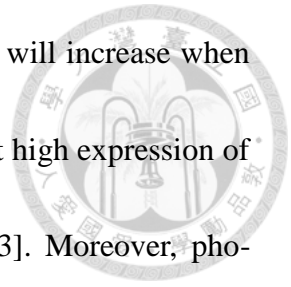 will increase when
t high expression of
3]. Moreover, pho-